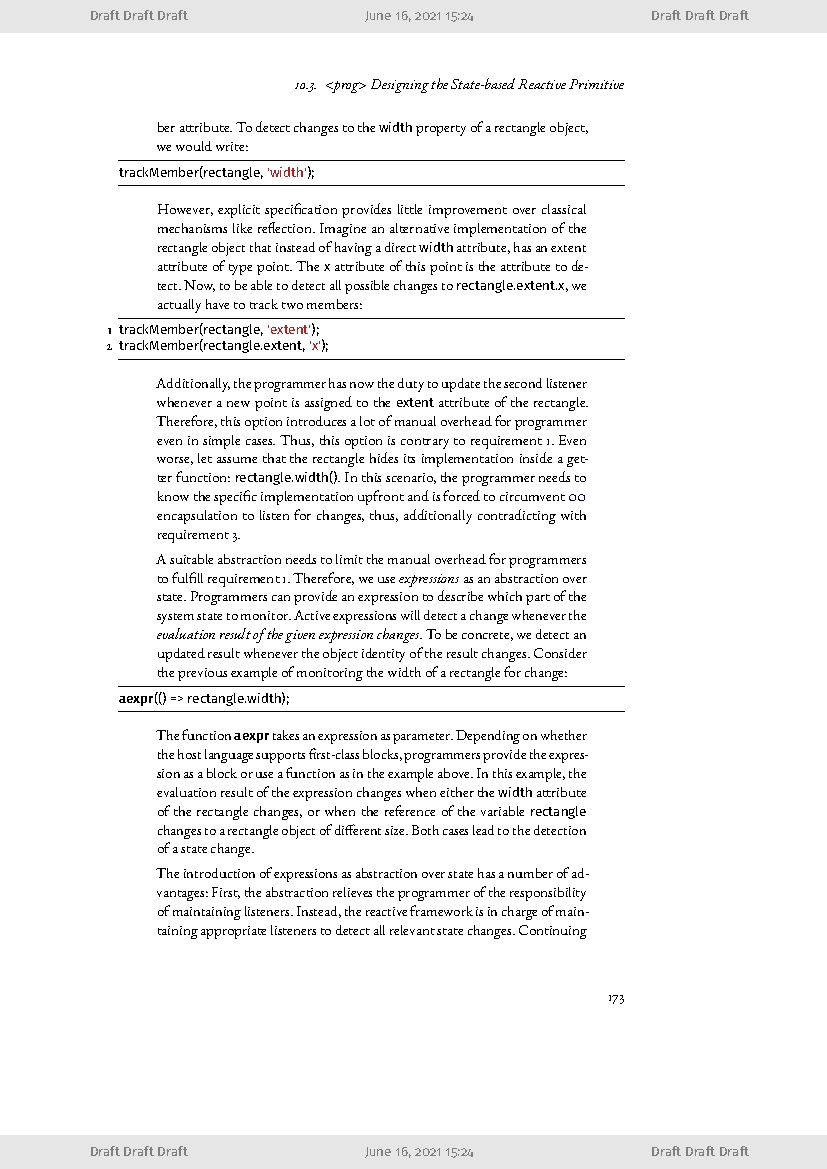 Draft Draft Draft June 16, 2021 15:24 Draft Draft Draft
10.3. <prog> Designing the State-based Reactive Primitive
ber attribute. To detect changes to the width property of a rectangle object,
we would write:
trackMember(rectangle, 'width');
However, explicit specification provides little improvement over classical
mechanisms like reflection. Imagine an alternative implementation of the
rectangle object that instead of having a direct width attribute, has an extent
attribute of type point. The x attribute of this point is the attribute to de-
tect. Now, to be able to detect all possible changes to rectangle.extent.x, we
actually have to track two members:
1 trackMember(rectangle, 'extent');
2 trackMember(rectangle.extent, 'x');
Additionally, the programmer has now the duty to update the second listener
whenever a new point is assigned to the extent attribute of the rectangle.
Therefore, this option introduces a lot of manual overhead for programmer
even in simple cases. Thus, this option is contrary to requirement 1. Even
worse, let assume that the rectangle hides its implementation inside a get-
ter function: rectangle.width(). In this scenario, the programmer needs to
know the specific implementation upfront and is forced to circumvent OO
encapsulation to listen for changes, thus, additionally contradicting with
requirement 3.
A suitable abstraction needs to limit the manual overhead for programmers
to fulfill requirement 1. Therefore, we use expressions as an abstraction over
state. Programmers can provide an expression to describe which part of the
system state to monitor. Active expressions will detect a change whenever the
evaluation result of the given expression changes. To be concrete, we detect an
updated result whenever the object identity of the result changes. Consider
the previous example of monitoring the width of a rectangle for change:
aexpr(() => rectangle.width);
The function aexpr takes an expression as parameter. Depending on whether
the host language supports first-class blocks, programmers provide the expres-
sion as a block or use a function as in the example above. In this example, the
evaluation result of the expression changes when either the width attribute
of the rectangle changes, or when the reference of the variable rectangle
changes to a rectangle object of different size. Both cases lead to the detection
of a state change.
The introduction of expressions as abstraction over state has a number of ad-
vantages: First, the abstraction relieves the programmer of the responsibility
of maintaining listeners. Instead, the reactive framework is in charge of main-
taining appropriate listeners to detect all relevant state changes. Continuing
173
Draft Draft Draft June 16, 2021 15:24 Draft Draft Draft